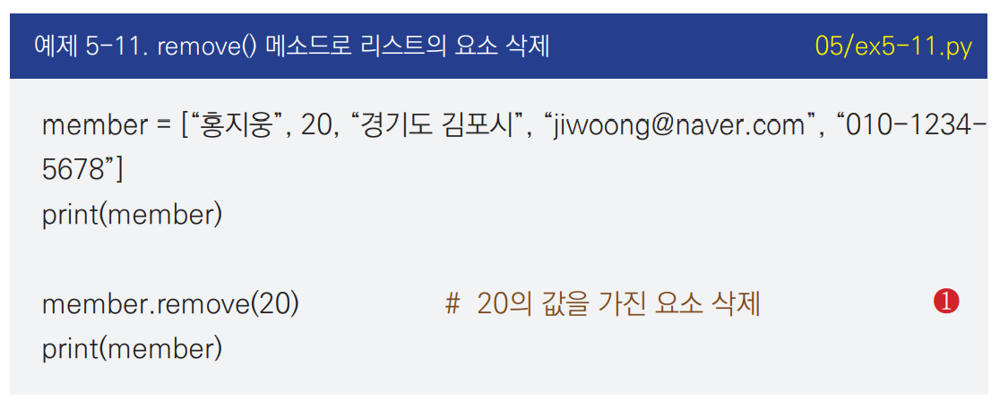 예제 5-11. remove() 메소드로 리스트의 요소 삭제 05/ex5-11.py
member = [“홍지웅”, 20, “경기도 김포시”, “jiwoong@naver.com”, “010-1234-
5678”]
print(member)
member.remove(20) # 20의 값을 가진 요소 삭제 ❶
print(member)